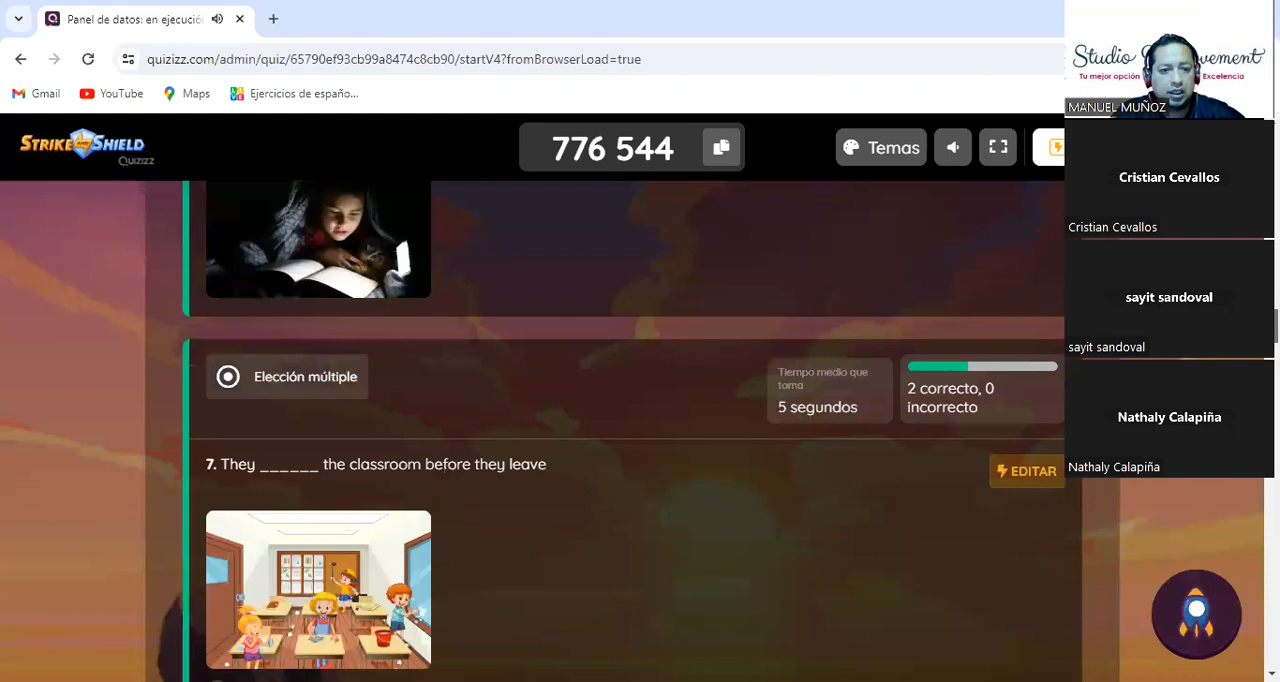 Panel de datos: en ejecució
quizizz.com/admin/quiz/65790ef93cb99a8474c8cb90/startV4?fromBrowserLoad=true
Gmail
YouTube
Maps
Ejercicios de españo...
STRIKE AND SHIELD
Quizizz
776 544
Temas
Elección múltiple
Tiempo medio que
toma
5 segundos
2 correcto, 0
incorrecto
7. They ______ the classroom before they leave
EDITAR
Studio
vement
Tu mejor opción
Excelencia
MANUEL MUÑOZ
Cristian Cevallos
Cristian Cevallos
sayit sandoval
sayit sandoval
Nathaly Calapiña
Nathaly Calapiña